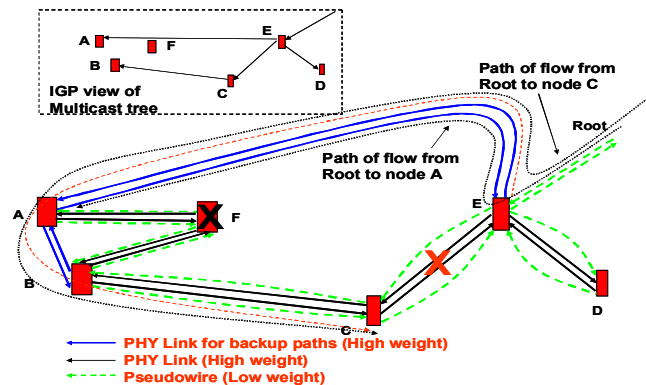 A
F
E
B
C
D
IGP view of
Multicast tree
Path of flow from
Root to node C
Root
Path of flow from
Root to node A
E
A
X
F
B
X
C
D
PHY Link for backup paths (High weight)
PHY Link (High weight)
Pseudowire (Low weight)